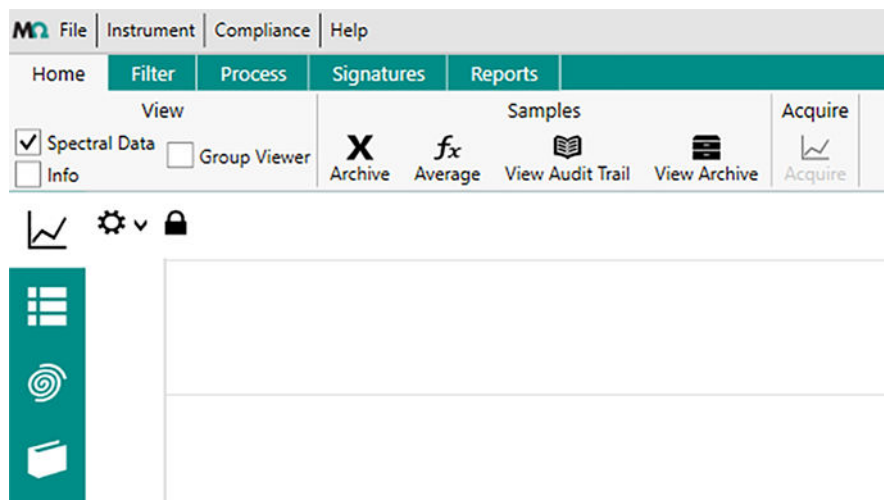 MΩ File Instrument Compliance Help
Home Filter Process Signatures Reports
View Samples Acquire
Spectral Data
Info
Group Viewer
X
Archive
fx
Average
View Audit Trail
View Archive
Acquire